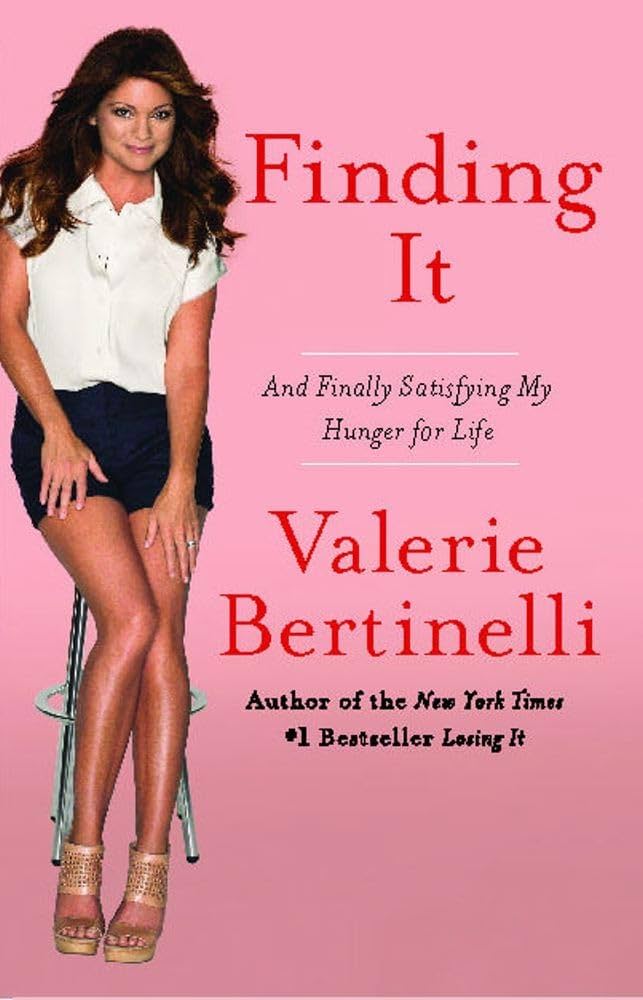 Finding
It
And Finally Satisfying My
Hunger for Life
Valerie
Bertinelli
Author of the New York Times
#1 Bestseller Losing It